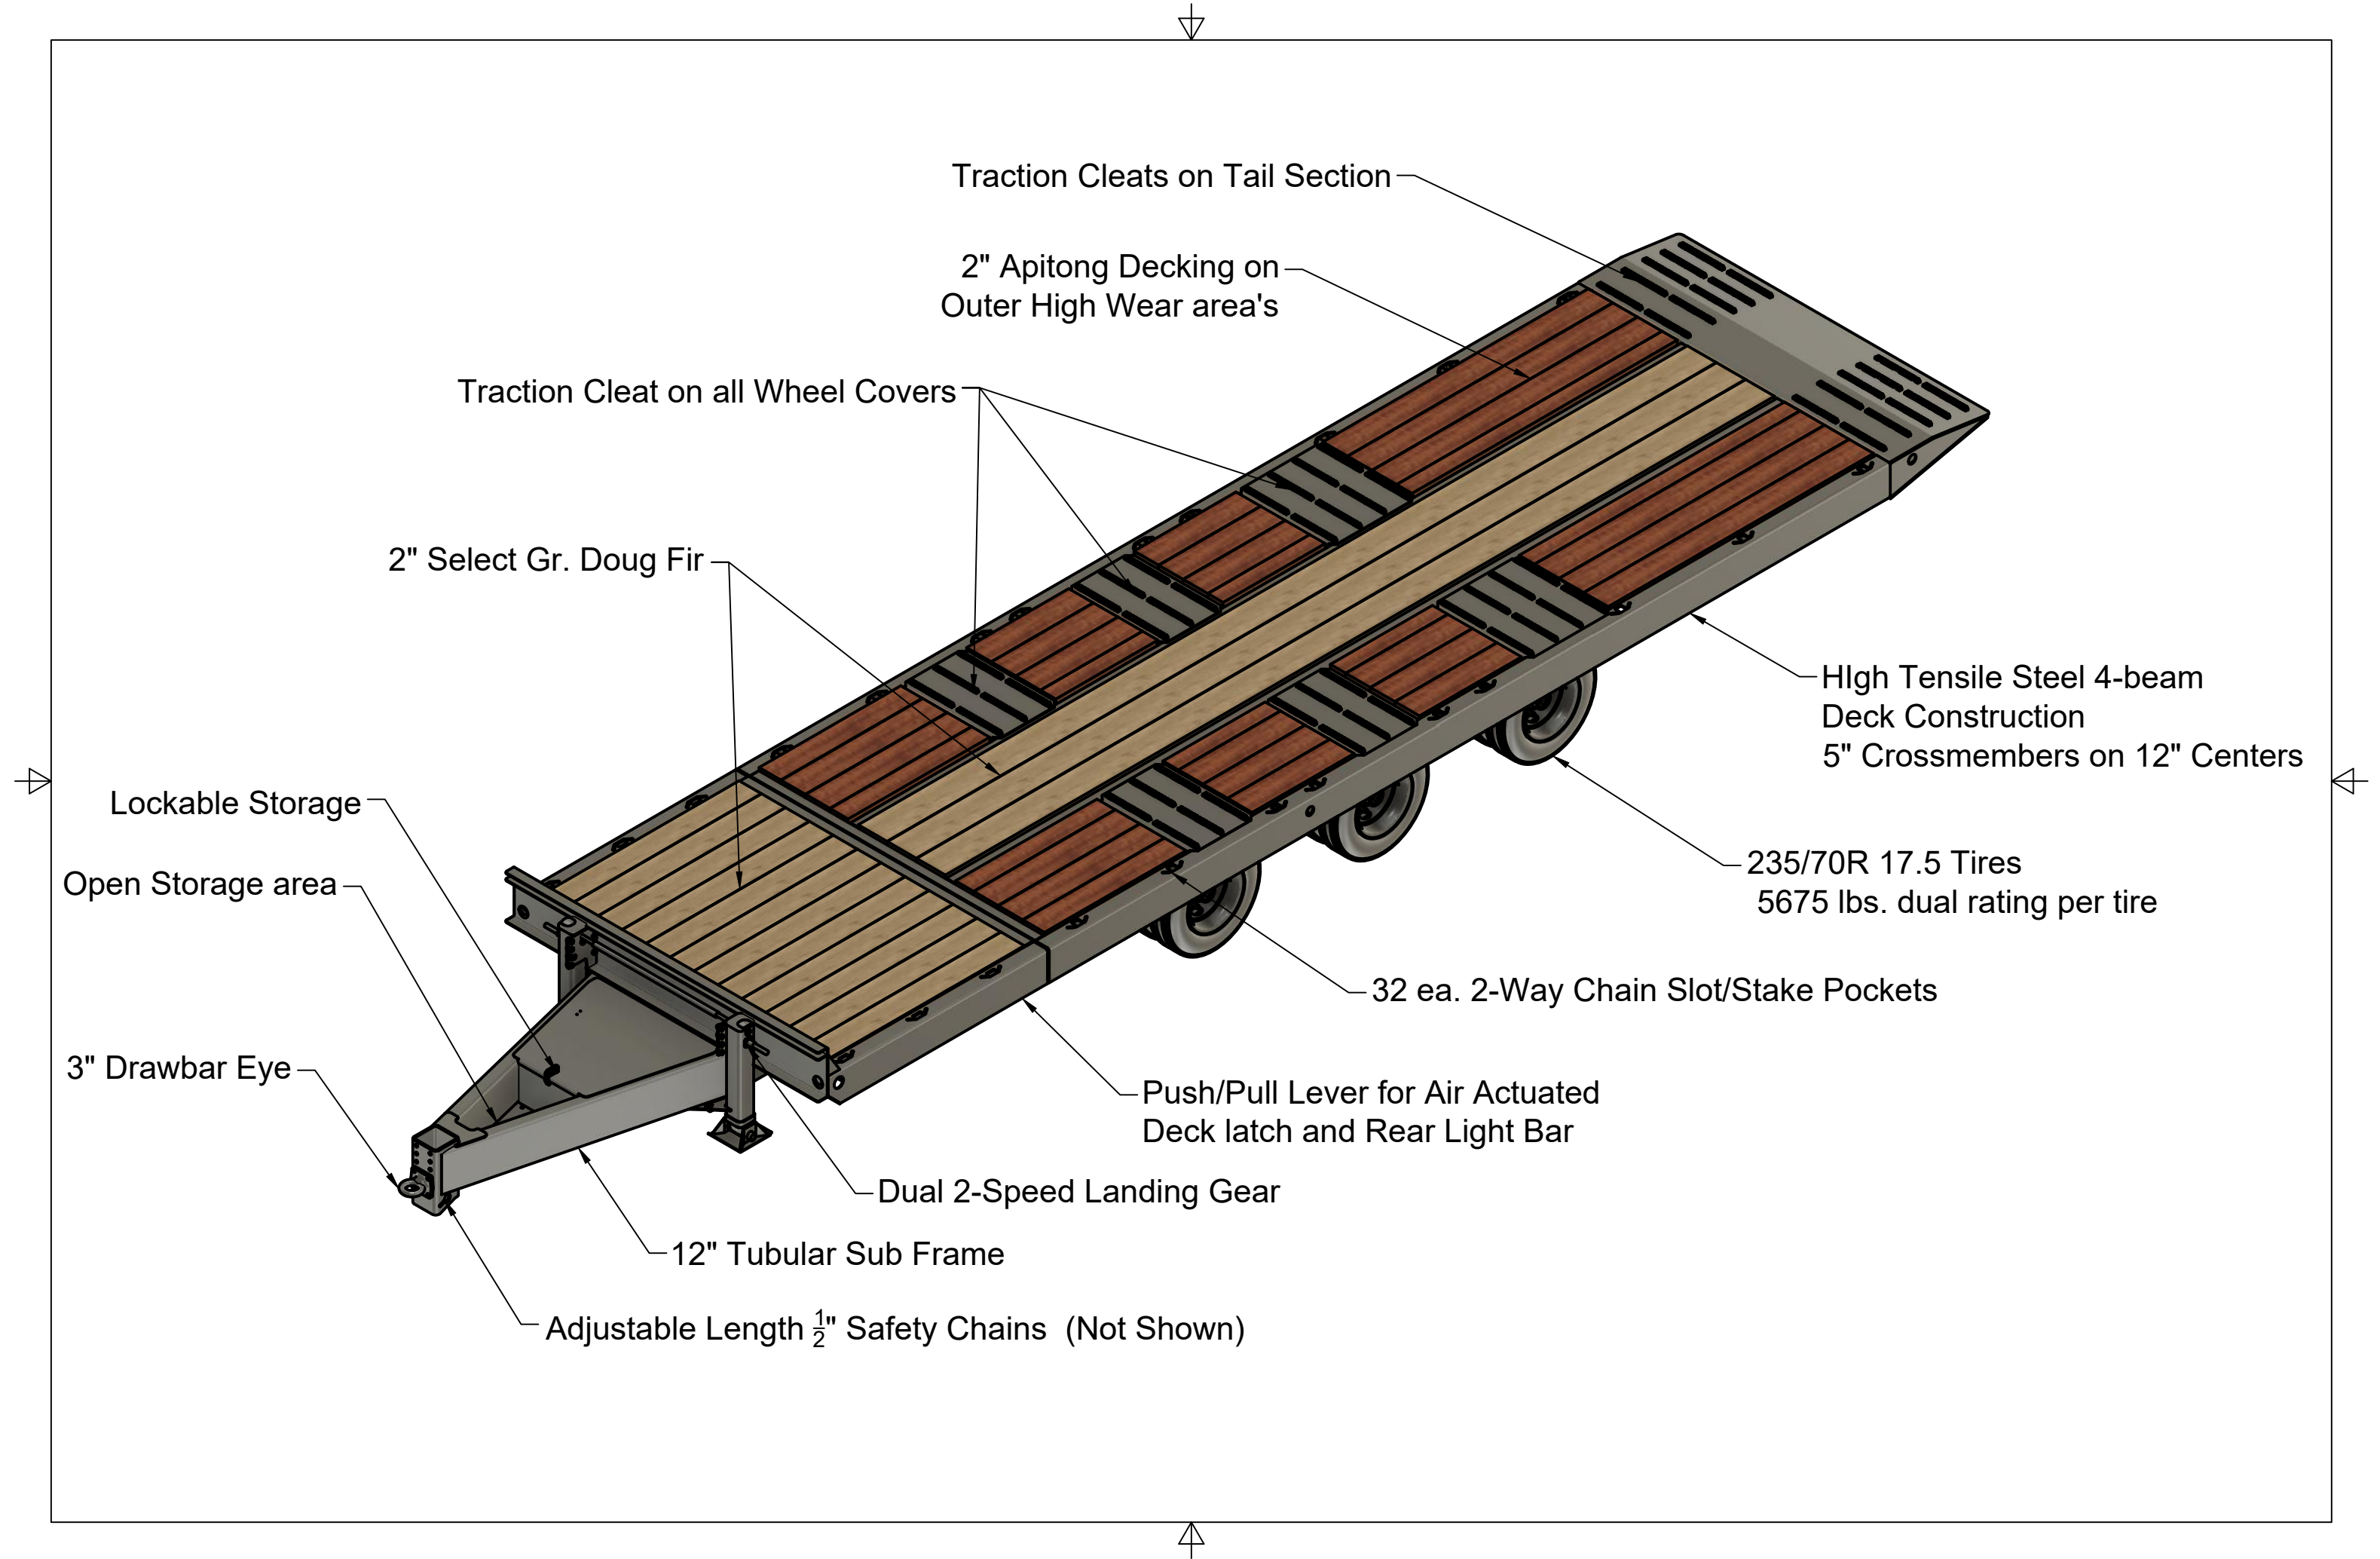 Traction Cleats on Tail Section
2" Apitong Decking on
Outer High Wear area's
Traction Cleat on all Wheel Covers
2" Select Gr. Doug Fir
HIgh Tensile Steel 4-beam
Deck Construction
5" Crossmembers on 12" Centers
Lockable Storage
Open Storage area
235/70R 17.5 Tires
5675 lbs. dual rating per tire
32 ea. 2-Way Chain Slot/Stake Pockets
3" Drawbar Eye
Push/Pull Lever for Air Actuated
Deck latch and Rear Light Bar
Dual 2-Speed Landing Gear
12" Tubular Sub Frame
Adjustable Length 1/2" Safety Chains (Not Shown)